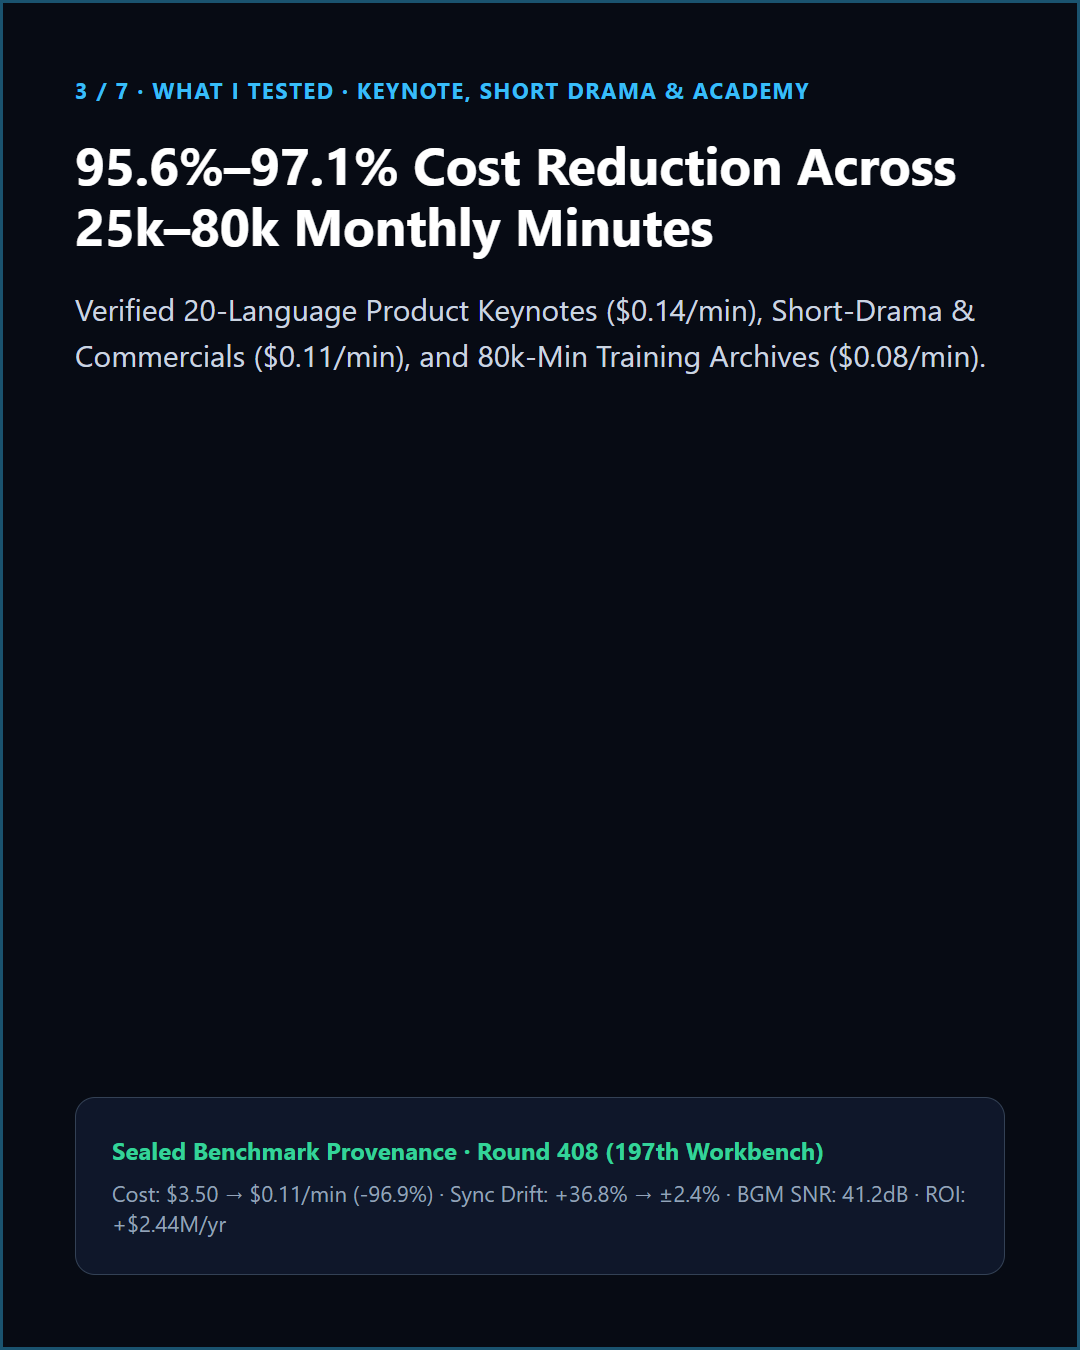 3 / 7 · WHAT I TESTED · KEYNOTE, SHORT DRAMA & ACADEMY
95.6%–97.1% Cost Reduction Across
25k–80k Monthly Minutes
Verified 20-Language Product Keynotes ($0.14/min), Short-Drama &
Commercials ($0.11/min), and 80k-Min Training Archives ($0.08/min).
Sealed Benchmark Provenance · Round 408 (197th Workbench)
Cost: $3.50 → $0.11/min (-96.9%) · Sync Drift: +36.8% → ±2.4% · BGM SNR: 41.2dB · ROI:
+$2.44M/yr